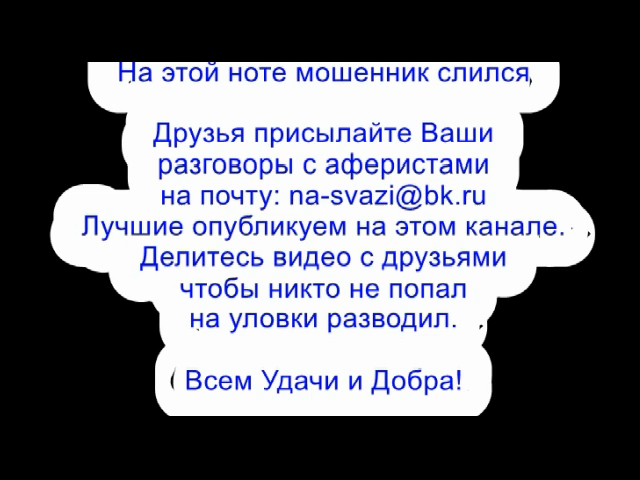 На этой ноте мошенник слился
Друзья присылайте Ваши
разговоры с аферистами
на почту: na-svazi@bk.ru
Лучшие опубликуем на этом канале.
Делитесь видео с друзьями
чтобы никто не попал
на уловки разводил.
Всем Удачи и Добра!